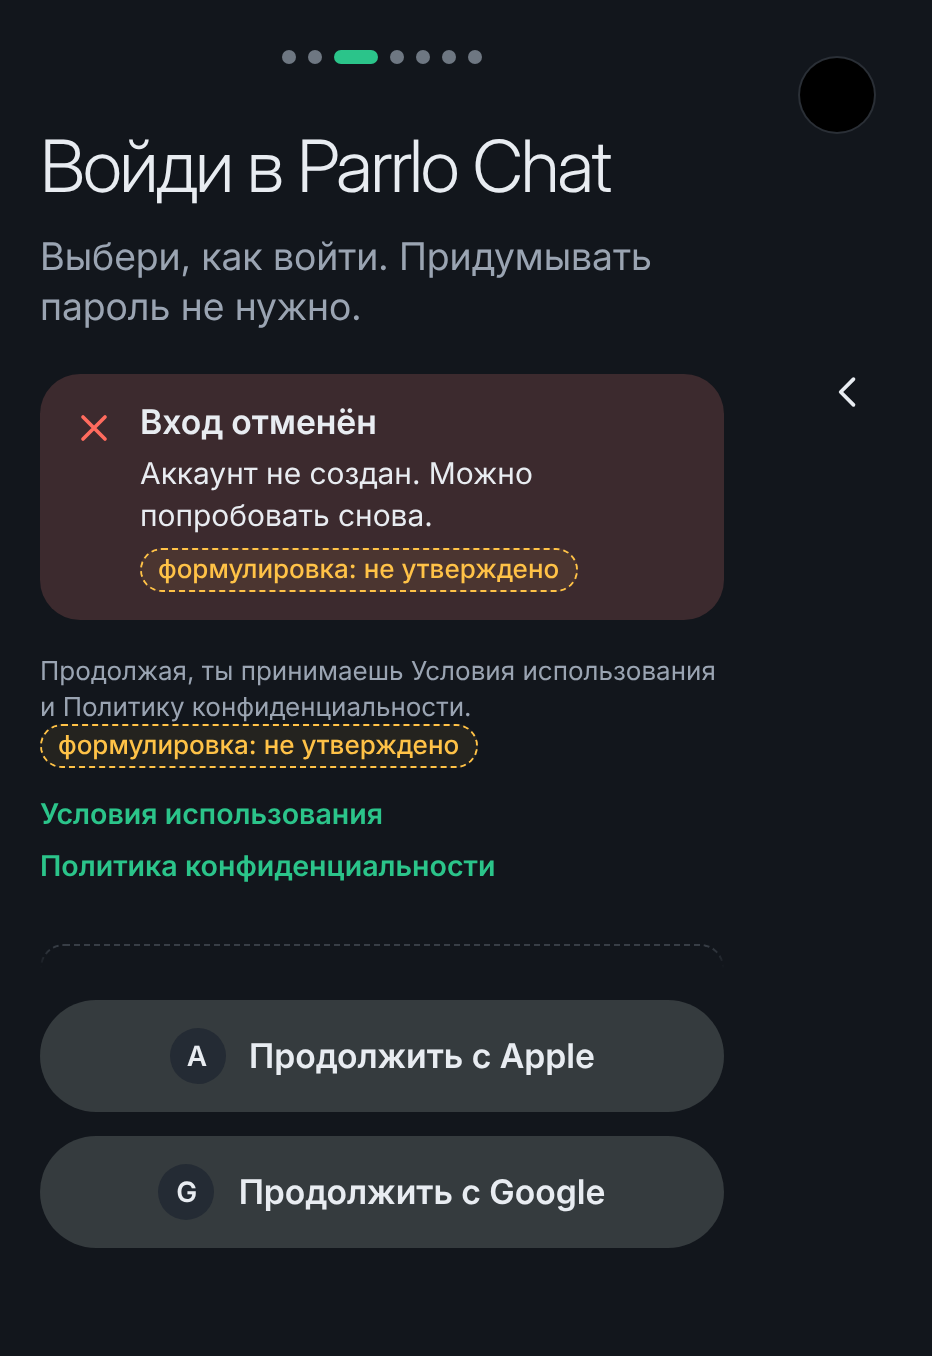 Войди в Parrlo Chat
Выбери, как войти. Придумывать
пароль не нужно.
Вход отменён
Аккаунт не создан. Можно
попробовать снова.
формулировка: не утверждено
Продолжая, ты принимаешь Условия использования
и Политику конфиденциальности.
формулировка: не утверждено
Условия использования
Политика конфиденциальности
A Продолжить с Apple
G Продолжить с Google